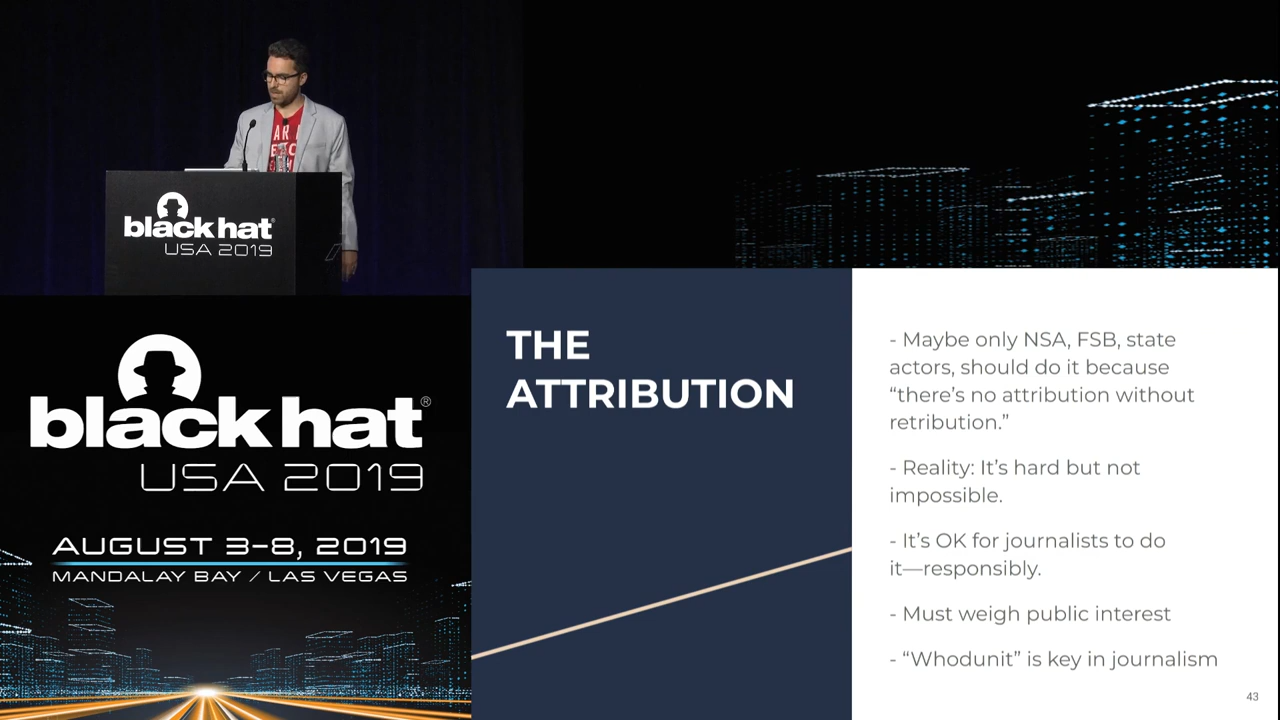 black hat
USA 2019
black hat®
USA 2019
AUGUST 3-8, 2019
MANDALAY BAY / LAS VEGAS
THE
ATTRIBUTION
- Maybe only NSA, FSB, state
actors, should do it because
“there’s no attribution without
retribution.”
- Reality: It’s hard but not
impossible.
- It’s OK for journalists to do
it—responsibly.
- Must weigh public interest
- “Whodunit” is key in journalism
43